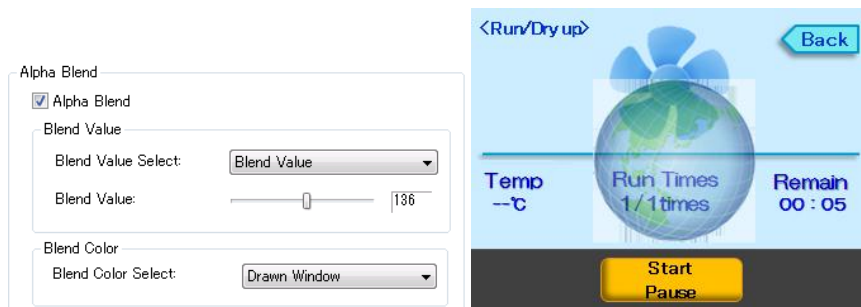 Alpha Blend
Alpha Blend
Blend Value
Blend Value Select:
Blend Value
Blend Value:
136
Blend Color
Blend Color Select:
Drawn Window
<Run/Dry up>
Back
Temp
--℃
Run Times
1/1times
Remain
00 : 05
Start
Pause